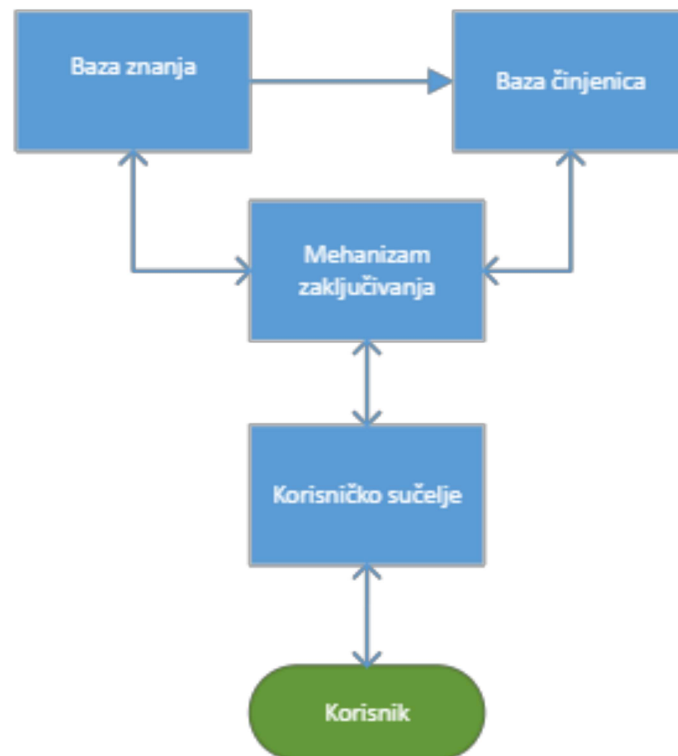 Baza znanja
Baza činjenica
Mehanizam
zaključivanja
Korisničko sučelje
Korisnik